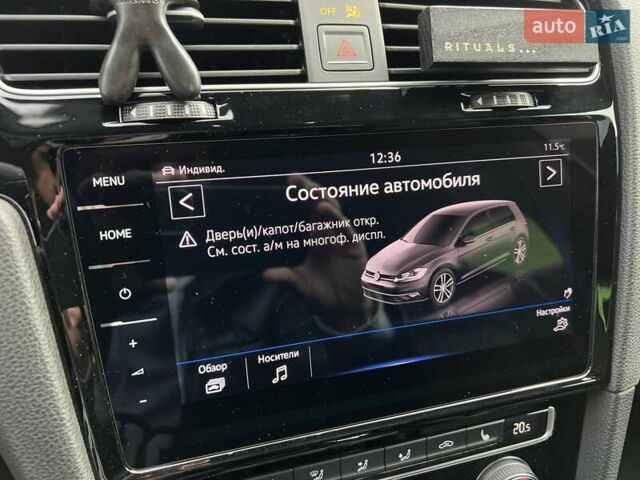 OFF
auto RIA
.com
RITUALS...
MENU
HOME
Индивид.
12:36
11.5°C
Состояние автомобиля
Дверь(и)/капот/багажник откр.
См. сост. а/м на многоф. диспл.
Настройки
Обзор
Носители
20.5